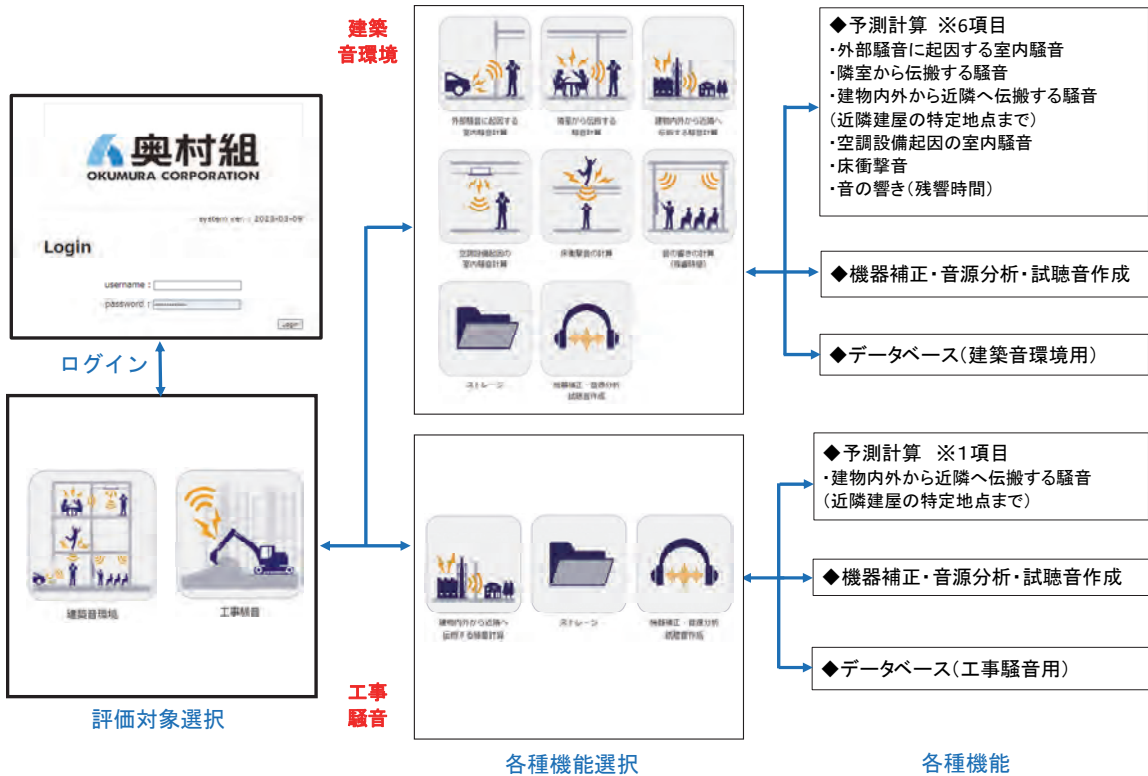 奥村組
OKUMURA CORPORATION
system ver. : 2023-03-09
Login
username :
password :
Login
ログイン
建築音環境
工事騒音
評価対象選択
建築
音環境
外部騒音に起因する
室内騒音計算
隣室から伝搬する
騒音計算
建物内外から近隣へ
伝搬する騒音計算
空調設備起因の
室内騒音計算
床衝撃音の計算
音の響きの計算
(残響時間)
ストレージ
機器補正・音源分析
試聴音作成
工事
騒音
建物内外から近隣へ
伝搬する騒音計算
ストレージ
機器補正・音源分析
試聴音作成
各種機能選択
◆予測計算 ※6項目
・外部騒音に起因する室内騒音
・隣室から伝搬する騒音
・建物内外から近隣へ伝搬する騒音
(近隣建屋の特定地点まで)
・空調設備起因の室内騒音
・床衝撃音
・音の響き(残響時間)
◆機器補正・音源分析・試聴音作成
◆データベース(建築音環境用)
◆予測計算 ※1項目
・建物内外から近隣へ伝搬する騒音
(近隣建屋の特定地点まで)
◆機器補正・音源分析・試聴音作成
◆データベース(工事騒音用)
各種機能